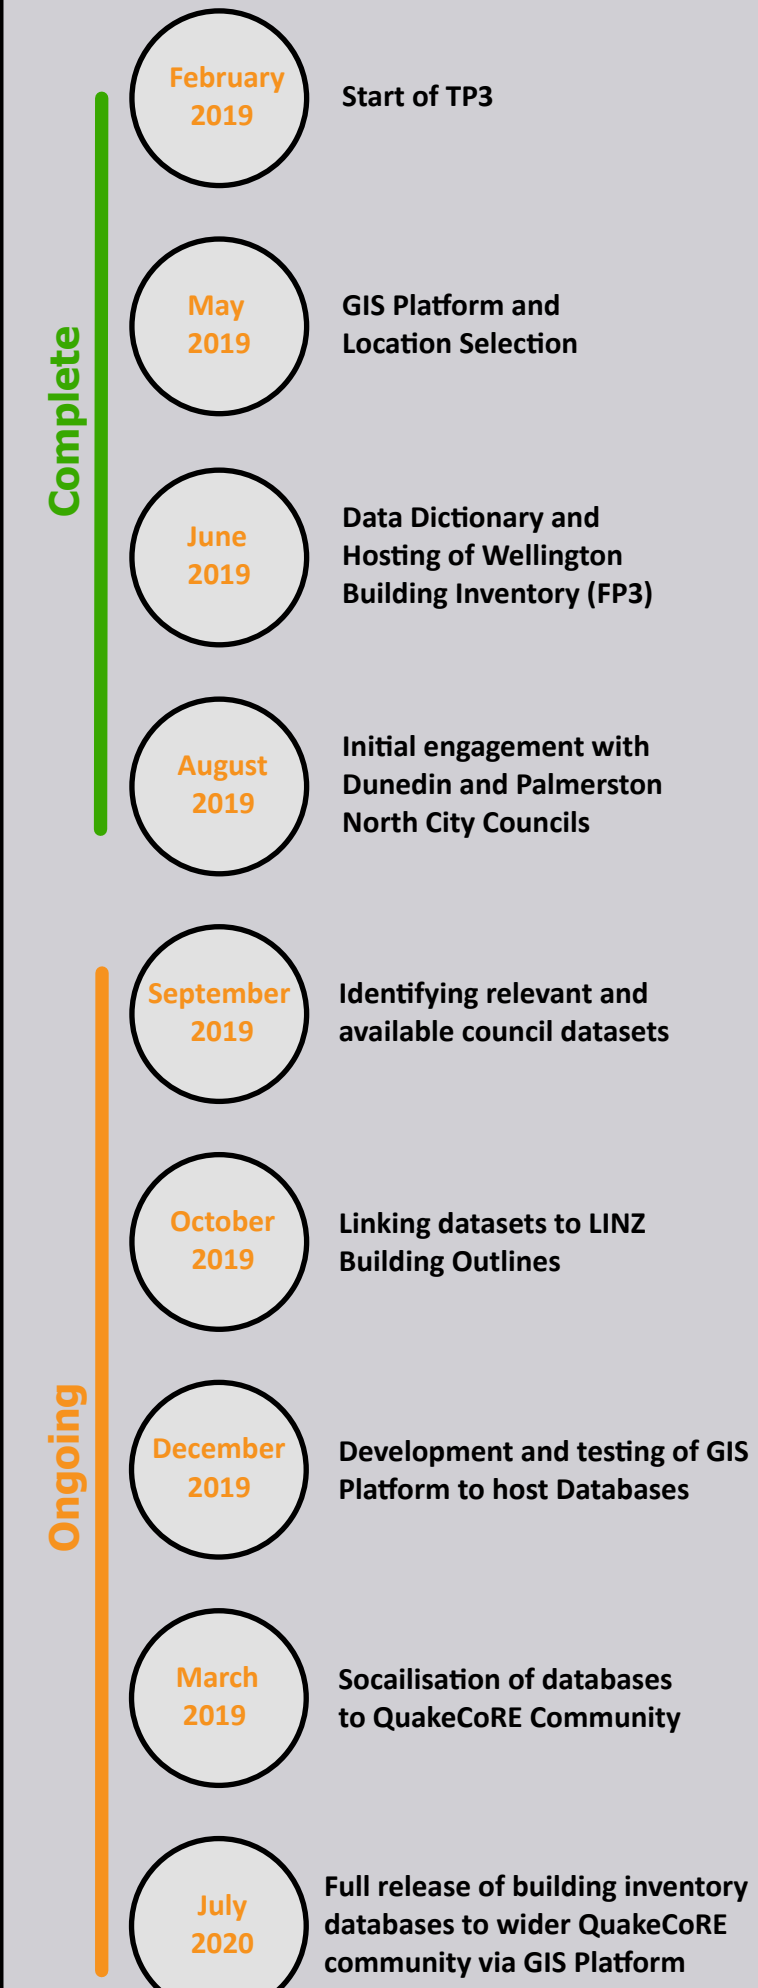 February
2019
Start of TP3
Complete
May
2019
GIS Platform and
Location Selection
June
2019
Data Dictionary and
Hosting of Wellington
Building Inventory (FP3)
August
2019
Initial engagement with
Dunedin and Palmerston
North City Councils
September
2019
Identifying relevant and
available council datasets
October
2019
Linking datasets to LINZ
Building Outlines
Ongoing
December
2019
Development and testing of GIS
Platform to host Databases
March
2019
Socailisation of databases
to QuakeCoRE Community
July
2020
Full release of building inventory
databases to wider QuakeCoRE
community via GIS Platform